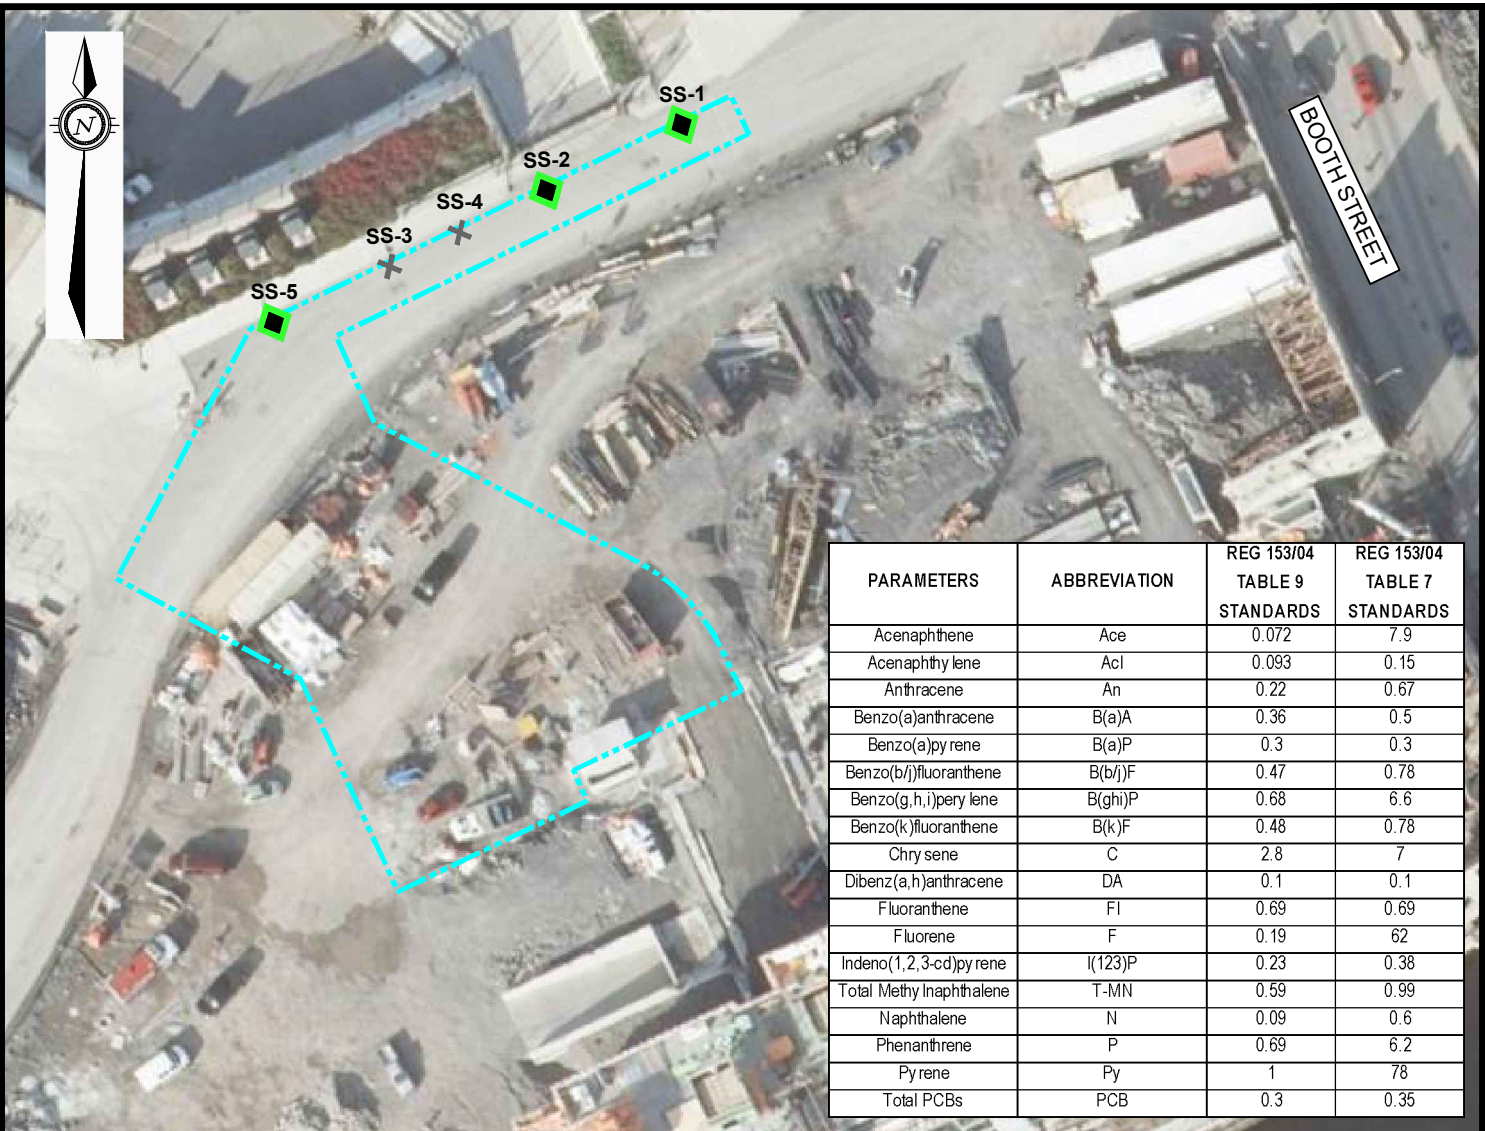 N
SS-1
SS-2
SS-4
SS-3
SS-5
BOOTH STREET
PARAMETERS ABBREVIATION REG 153/04 TABLE 9 STANDARDS REG 153/04 TABLE 7 STANDARDS
Acenaphthene Ace 0.072 7.9
Acenaphthylene Acl 0.093 0.15
Anthracene An 0.22 0.67
Benzo(a)anthracene B(a)A 0.36 0.5
Benzo(a)pyrene B(a)P 0.3 0.3
Benzo(b/j)fluoranthene B(b/j)F 0.47 0.78
Benzo(g,h,i)perylene B(ghi)P 0.68 6.6
Benzo(k)fluoranthene B(k)F 0.48 0.78
Chrysene C 2.8 7
Dibenz(a,h)anthracene DA 0.1 0.1
Fluoranthene Fl 0.69 0.69
Fluorene F 0.19 62
Indeno(1,2,3-cd)pyrene I(123)P 0.23 0.38
Total Methylnaphthalene T-MN 0.59 0.99
Naphthalene N 0.09 0.6
Phenanthrene P 0.69 6.2
Pyrene Py 1 78
Total PCBs PCB 0.3 0.35